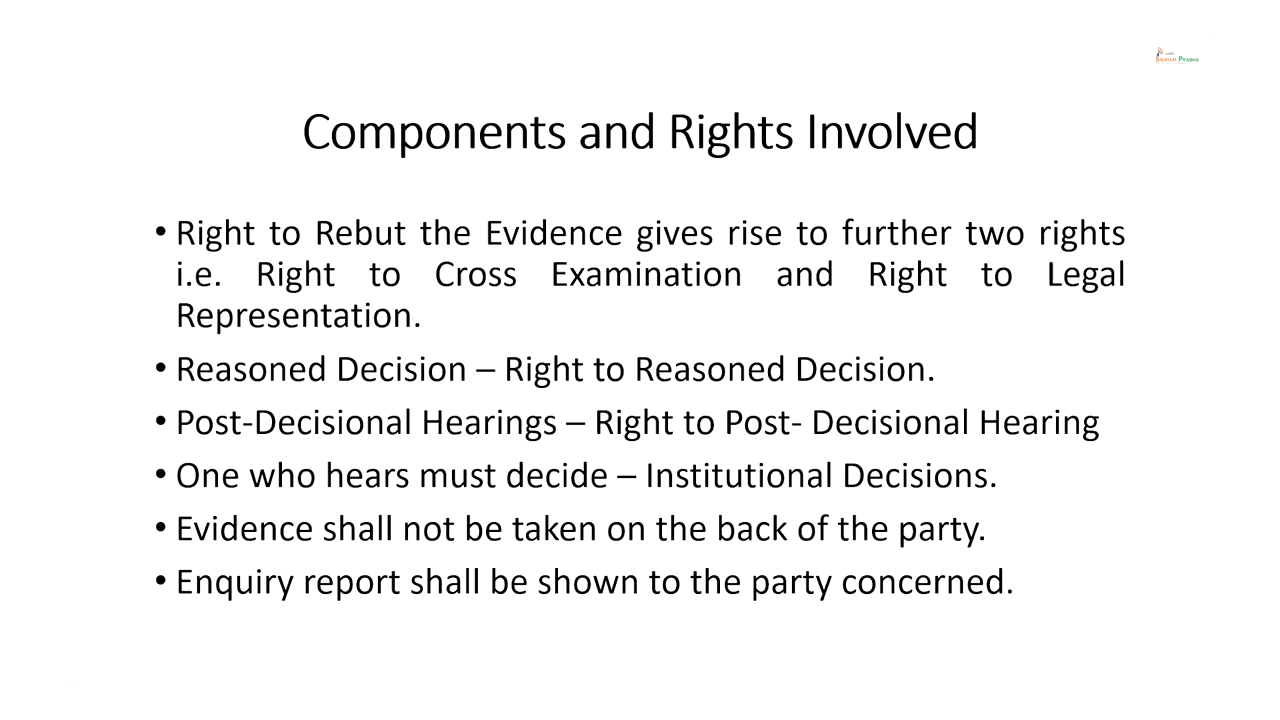 SWAYAM PRABHA
Components and Rights Involved
• Right to Rebut the Evidence gives rise to further two rights
i.e. Right to Cross Examination and Right to Legal
Representation.
• Reasoned Decision – Right to Reasoned Decision.
• Post-Decisional Hearings – Right to Post- Decisional Hearing
• One who hears must decide – Institutional Decisions.
• Evidence shall not be taken on the back of the party.
• Enquiry report shall be shown to the party concerned.